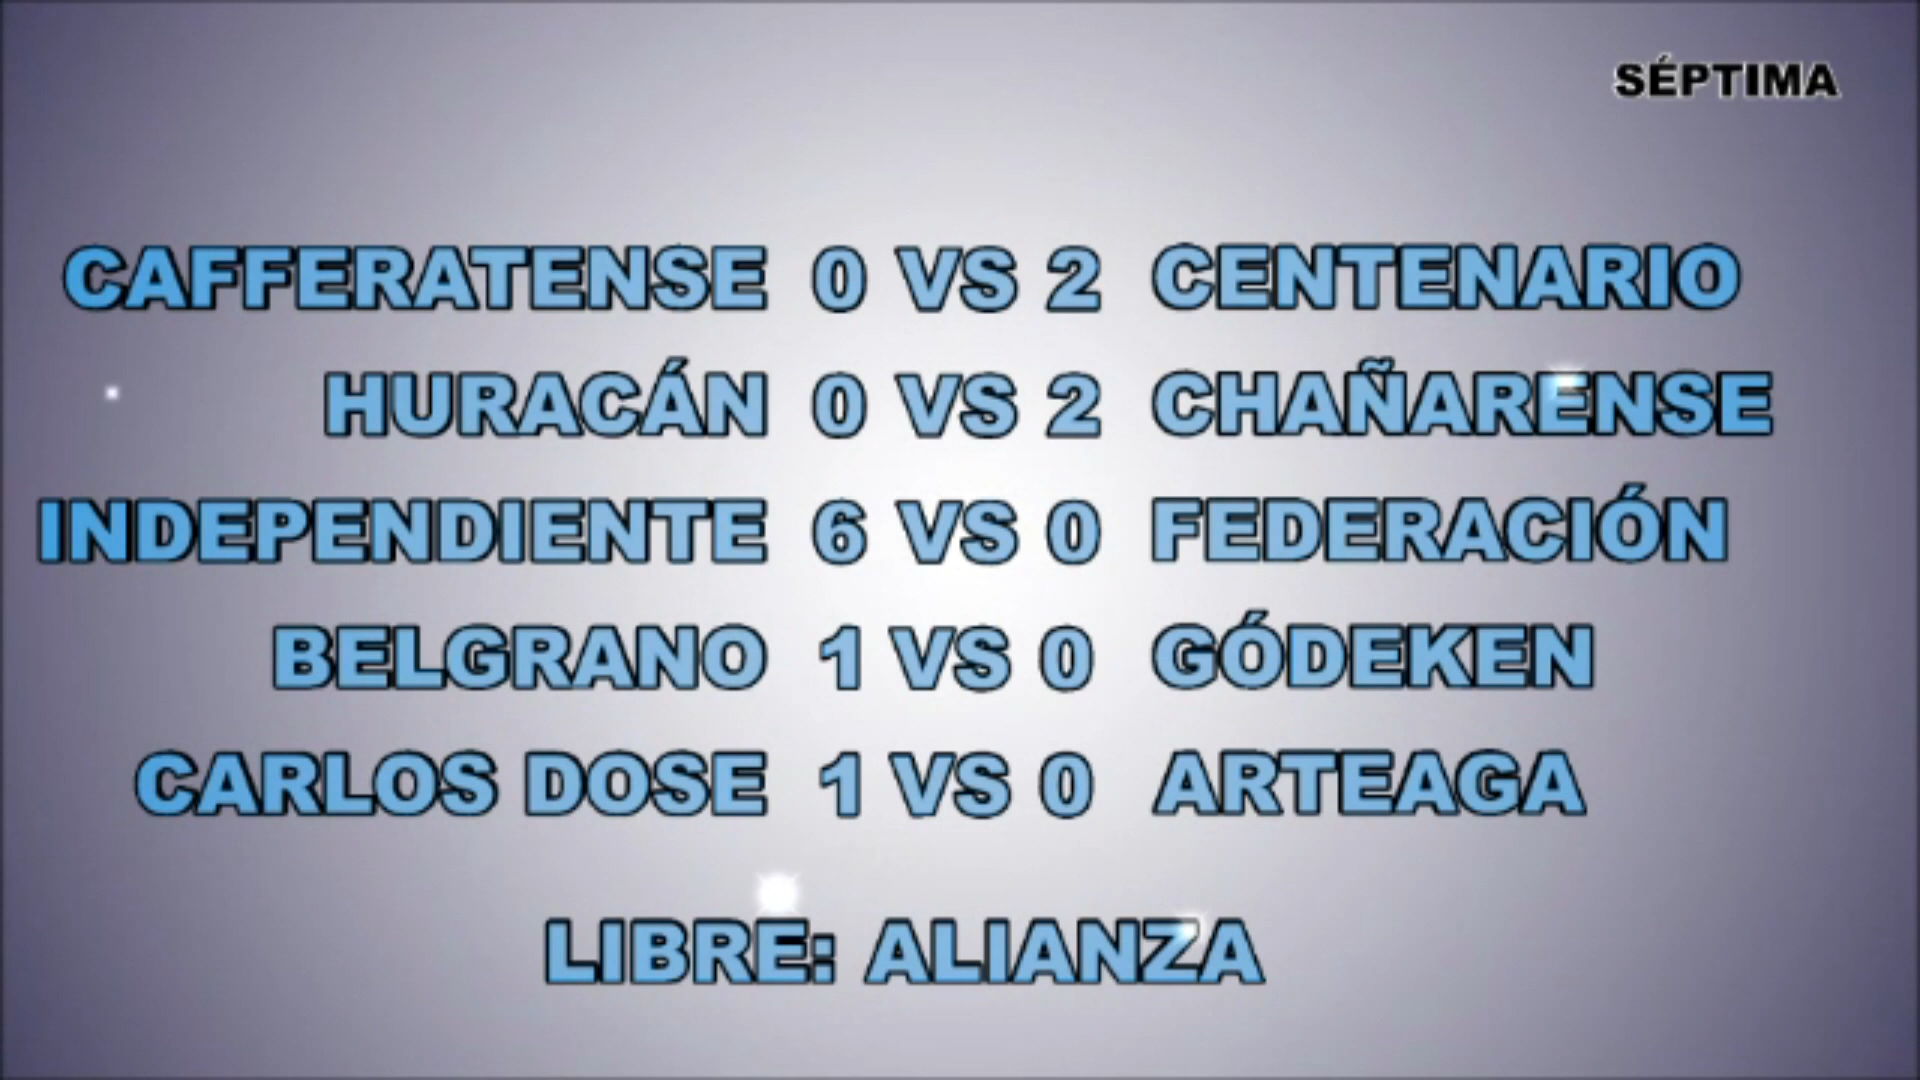 SÉPTIMA
CAFFERATENSE 0 VS 2 CENTENARIO
HURACÁN 0 VS 2 CHAÑARENSE
INDEPENDIENTE 6 VS 0 FEDERACIÓN
BELGRANO 1 VS 0 GÓDEKEN
CARLOS DOSE 1 VS 0 ARTEAGA
LIBRE: ALIANZA